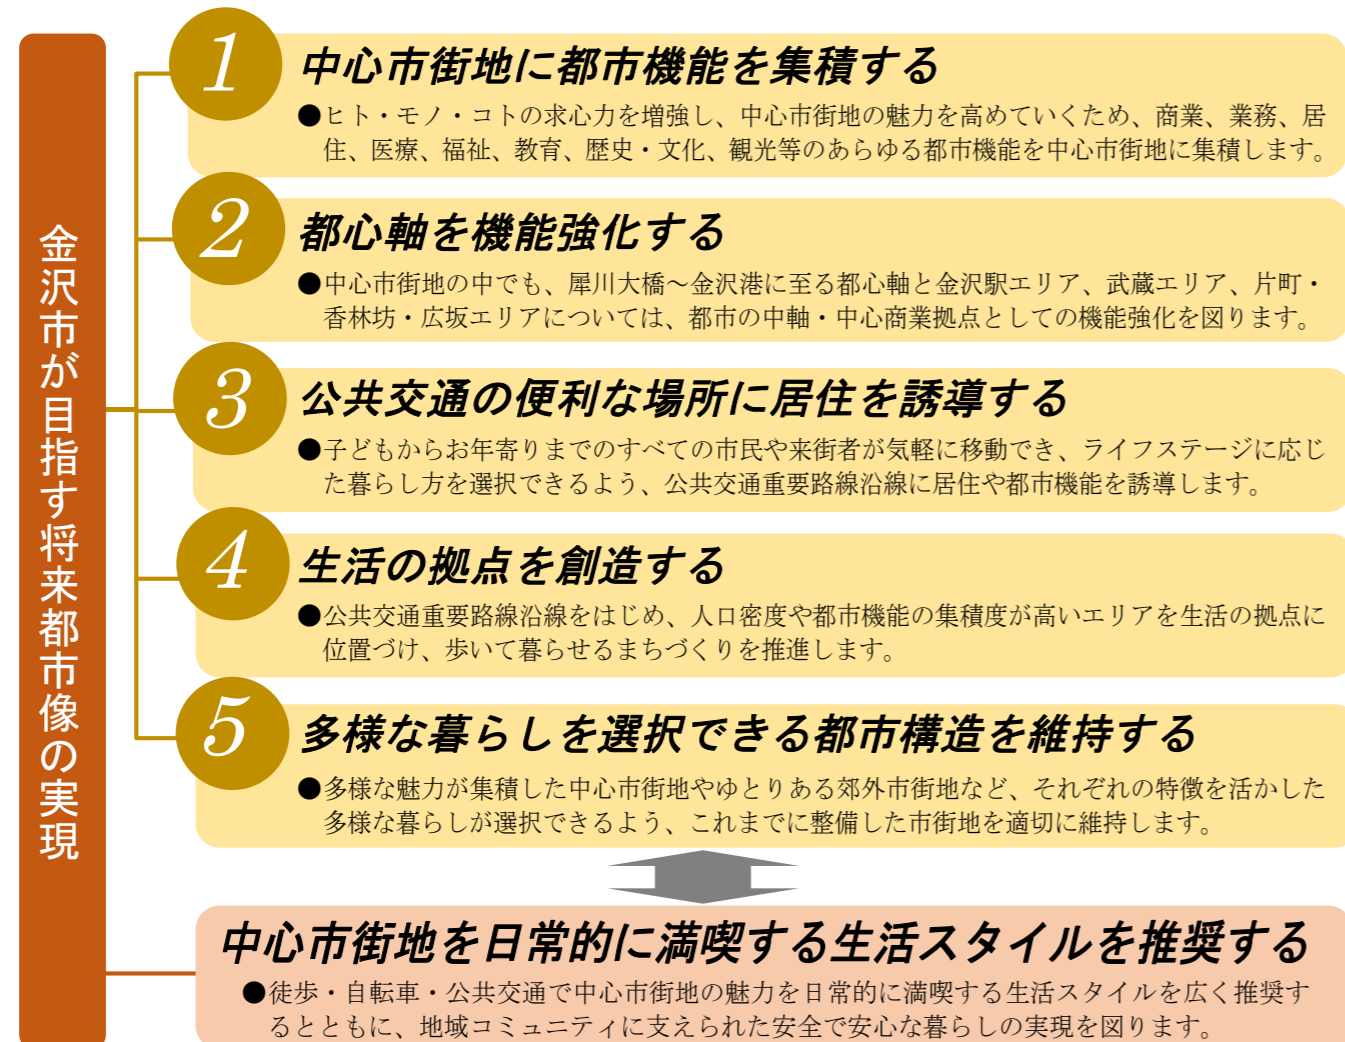 金沢市が目指す将来都市像の実現
1
中心市街地に都市機能を集積する
●ヒト・モノ・コトの求心力を増強し、中心市街地の魅力を高めていくため、商業、業務、居
住、医療、福祉、教育、歴史・文化、観光等のあらゆる都市機能を中心市街地に集積します。
2
都心軸を機能強化する
●中心市街地の中でも、犀川大橋～金沢港に至る都心軸と金沢駅エリア、武蔵エリア、片町・
香林坊・広坂エリアについては、都市の中軸・中心商業拠点としての機能強化を図ります。
3
公共交通の便利な場所に居住を誘導する
●子どもからお年寄りまでのすべての市民や来街者が気軽に移動でき、ライフステージに応じ
た暮らし方を選択できるよう、公共交通重要路線沿線に居住や都市機能を誘導します。
4
生活の拠点を創造する
●公共交通重要路線沿線をはじめ、人口密度や都市機能の集積度が高いエリアを生活の拠点に
位置づけ、歩いて暮らせるまちづくりを推進します。
5
多様な暮らしを選択できる都市構造を維持する
●多様な魅力が集積した中心市街地やゆとりある郊外市街地など、それぞれの特徴を活かした
多様な暮らしが選択できるよう、これまでに整備した市街地を適切に維持します。
中心市街地を日常的に満喫する生活スタイルを推奨する
●徒歩・自転車・公共交通で中心市街地の魅力を日常的に満喫する生活スタイルを広く推奨す
るとともに、地域コミュニティに支えられた安全で安心な暮らしの実現を図ります。